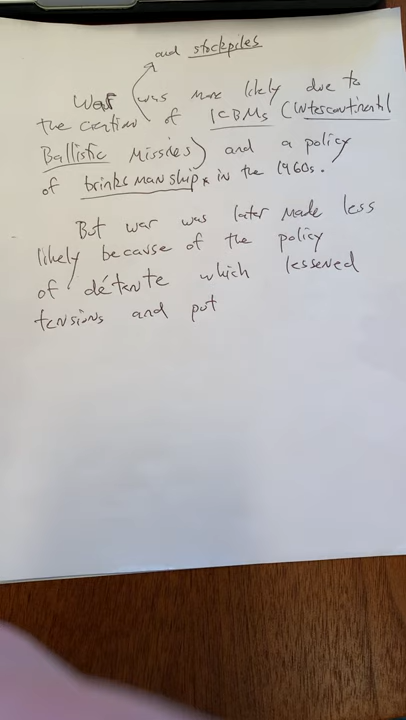 and stockpiles
War was more likely due to
the creation of ICBMs (Intercontinental
Ballistic Missiles) and a policy
of brinksmanship in the 1960s.
But war was later made less
likely because of the policy
of détente which lessened
tensions and put